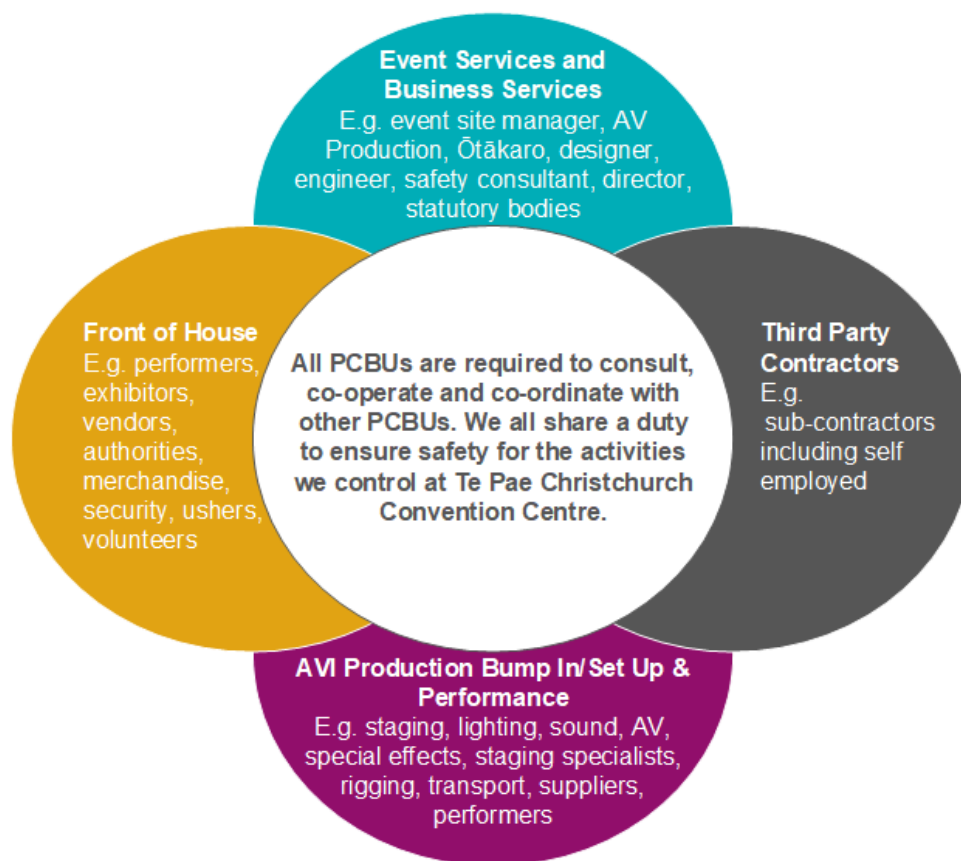 Event Services and
Business Services
E.g. event site manager, AV
Production, Ōtākaro, designer,
engineer, safety consultant, director,
statutory bodies
Front of House
E.g. performers,
exhibitors,
vendors,
authorities,
merchandise,
security, ushers,
volunteers
All PCBUs are required to consult,
co-operate and co-ordinate with
other PCBUs. We all share a duty
to ensure safety for the activities
we control at Te Pae Christchurch
Convention Centre.
Third Party
Contractors
E.g.
sub-contractors
including self
employed
AVI Production Bump In/Set Up &
Performance
E.g. staging, lighting, sound, AV,
special effects, staging specialists,
rigging, transport, suppliers,
performers